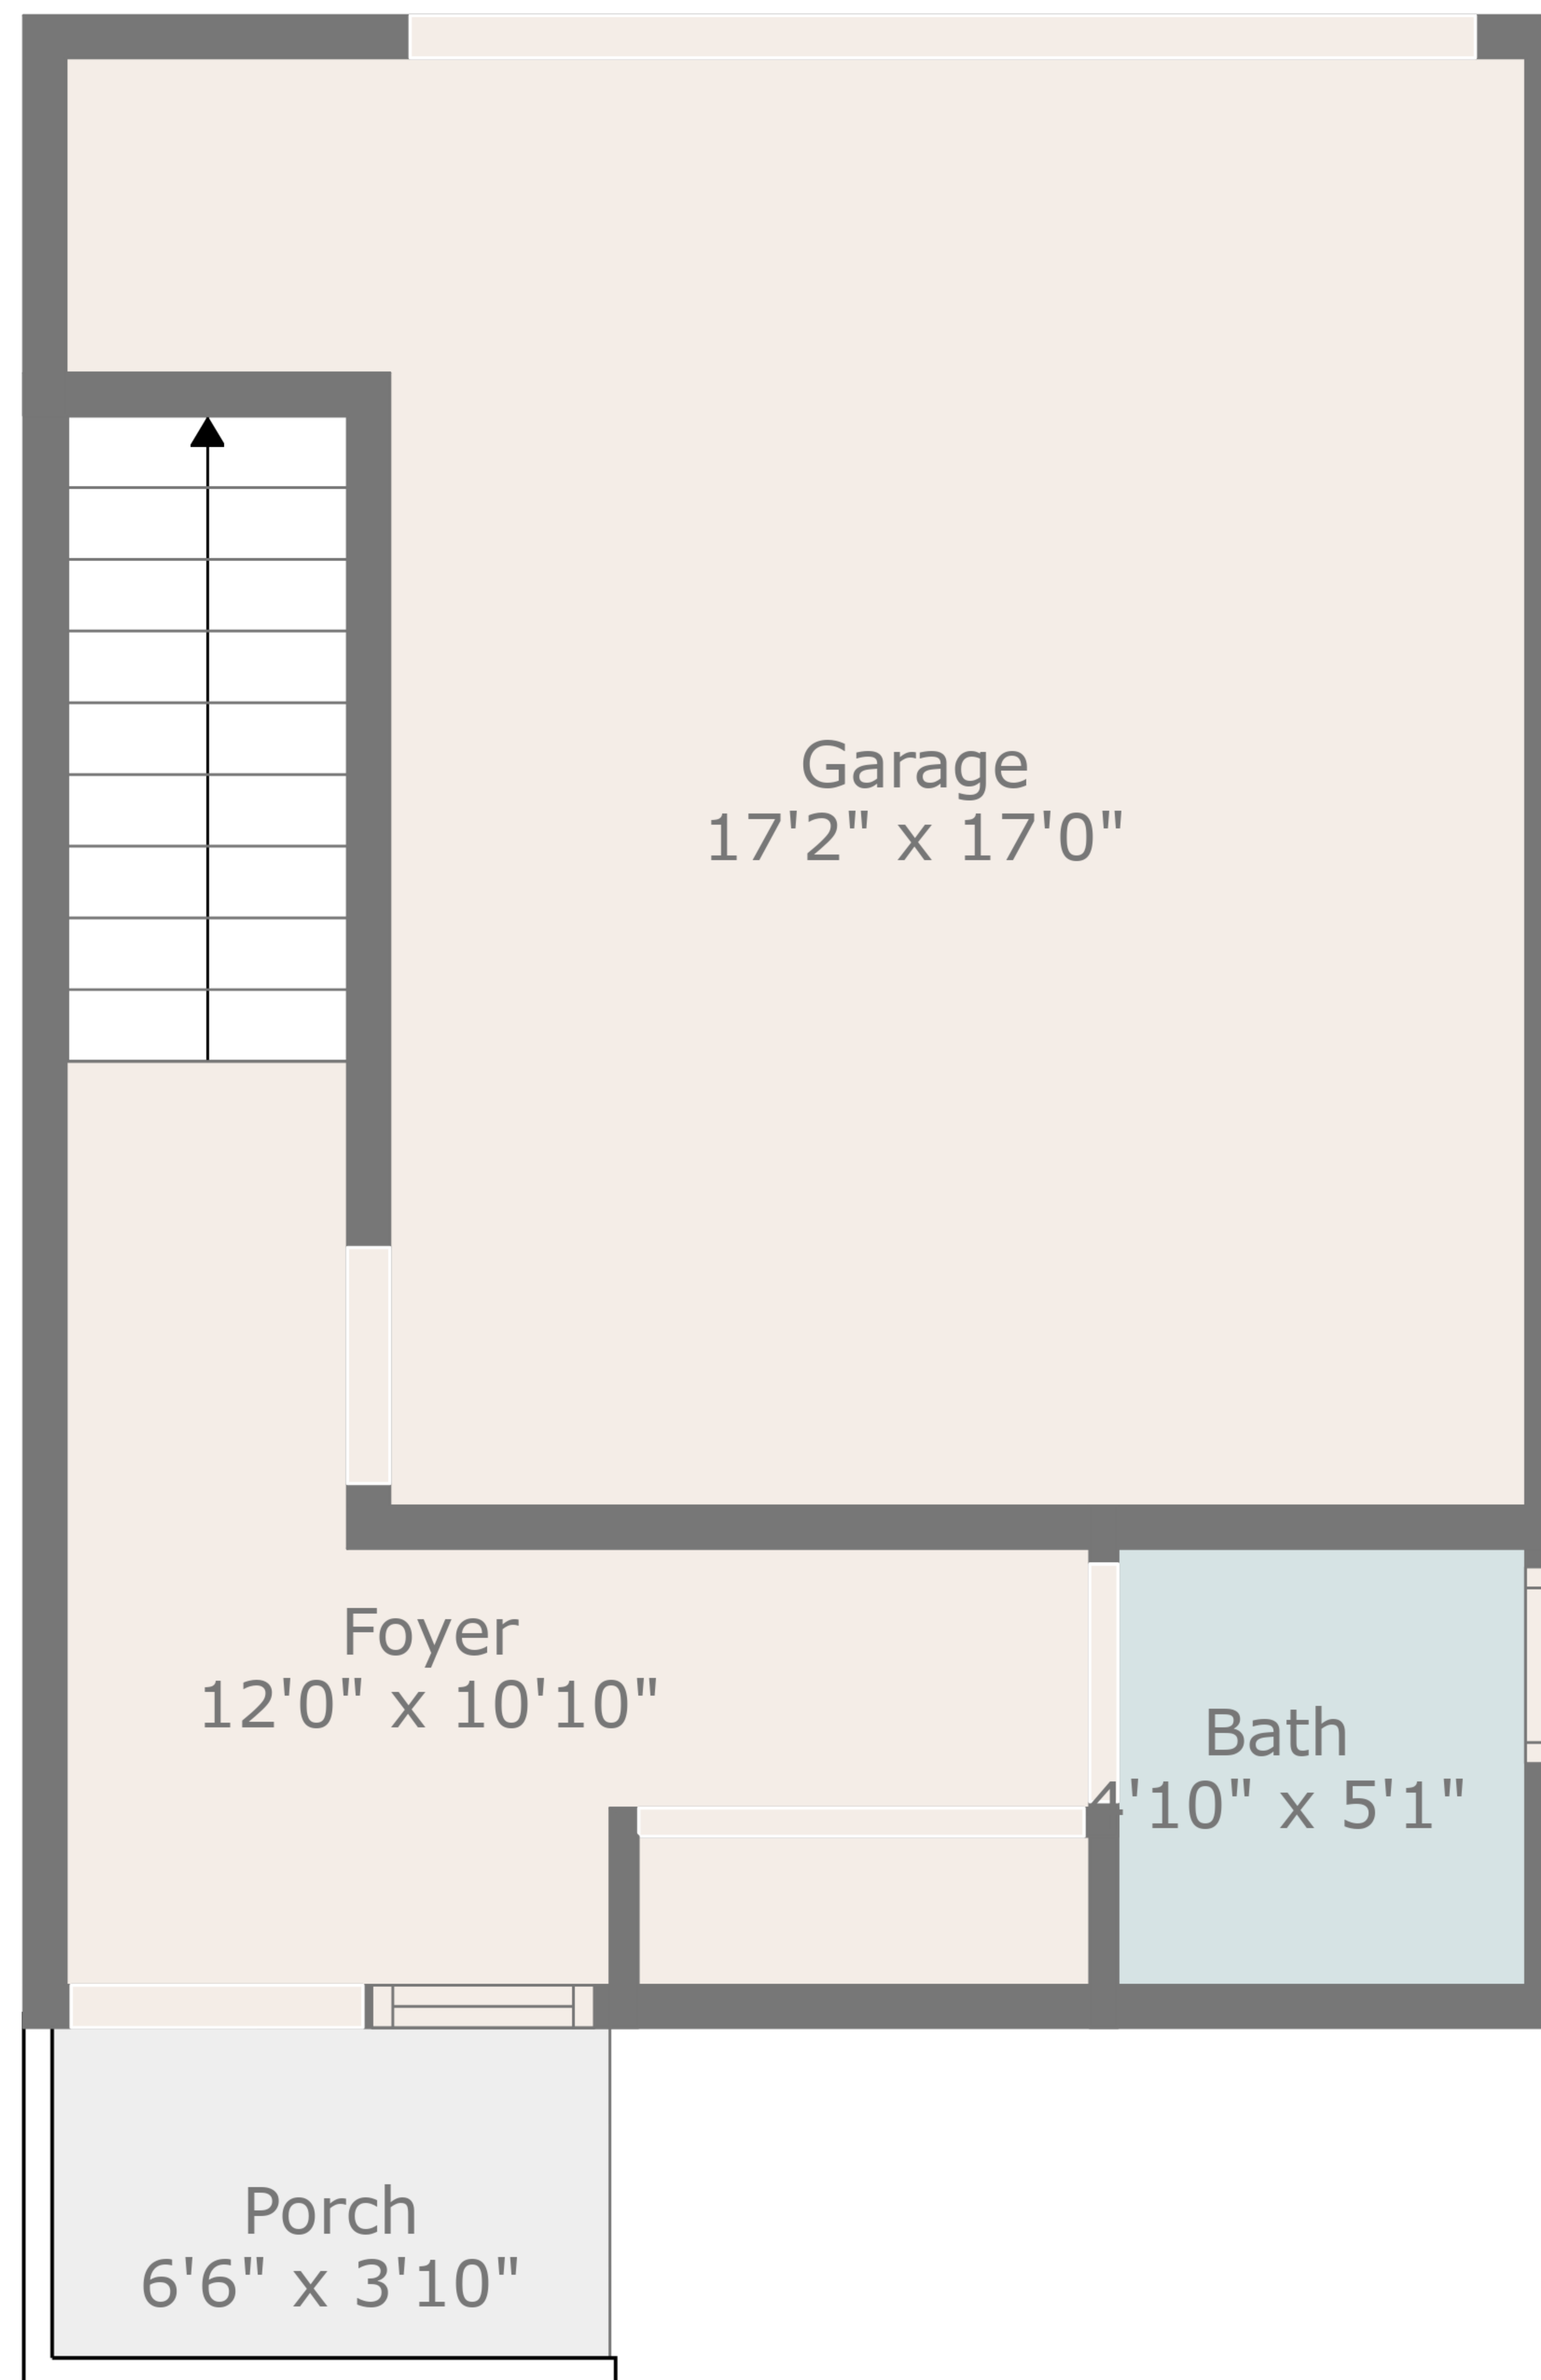 Garage
17'2" x 17'0"
Foyer
12'0" x 10'10"
Bath
4'10" x 5'1"
Porch
6'6" x 3'10"